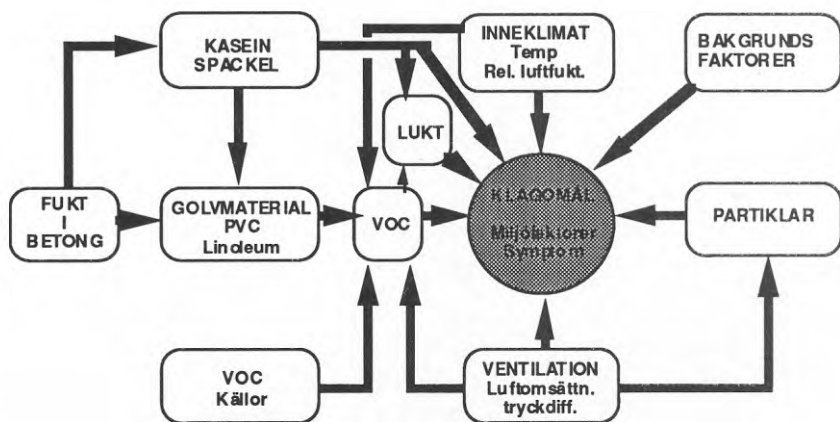 KASEIN
SPACKEL
INNEKLIMAT
Temp
Rel. luftfukt.
BAKGRUNDS
FAKTORER
LUKT
FUKT
I
BETONG
GOLVMATERIAL
PVC
Linoleum
VOC
KLAGOMÅL
Miljöfaktorer
Symptom
PARTIKLAR
VOC
Källor
VENTILATION
Luftomsättn.
tryckdiff.